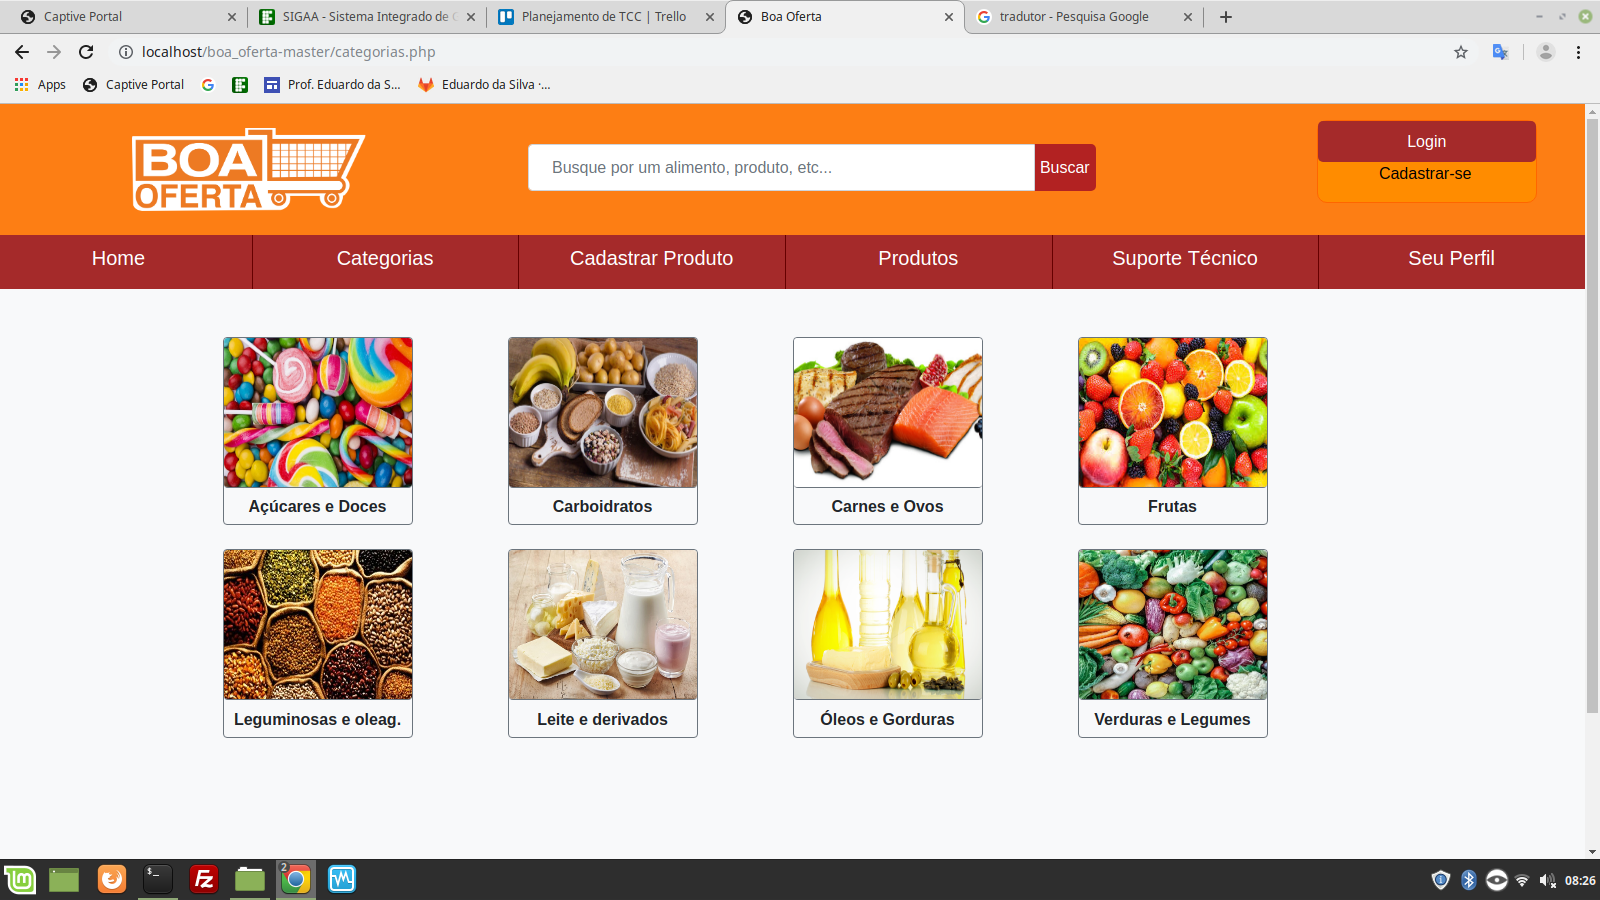 Captive Portal
SIGAA - Sistema Integrado de
Planejamento de TCC | Trello
Boa Oferta
tradutor - Pesquisa Google
localhost/boa_oferta-master/categorias.php
Apps
Captive Portal
Prof. Eduardo da S...
Eduardo da Silva ·...
BOA
OFERTA
Busque por um alimento, produto, etc...
Buscar
Login
Cadastrar-se
Home
Categorias
Cadastrar Produto
Produtos
Suporte Técnico
Seu Perfil
Açúcares e Doces
Carboidratos
Carnes e Ovos
Frutas
Leguminosas e oleag.
Leite e derivados
Óleos e Gorduras
Verduras e Legumes
$_
FZ
2
08:26